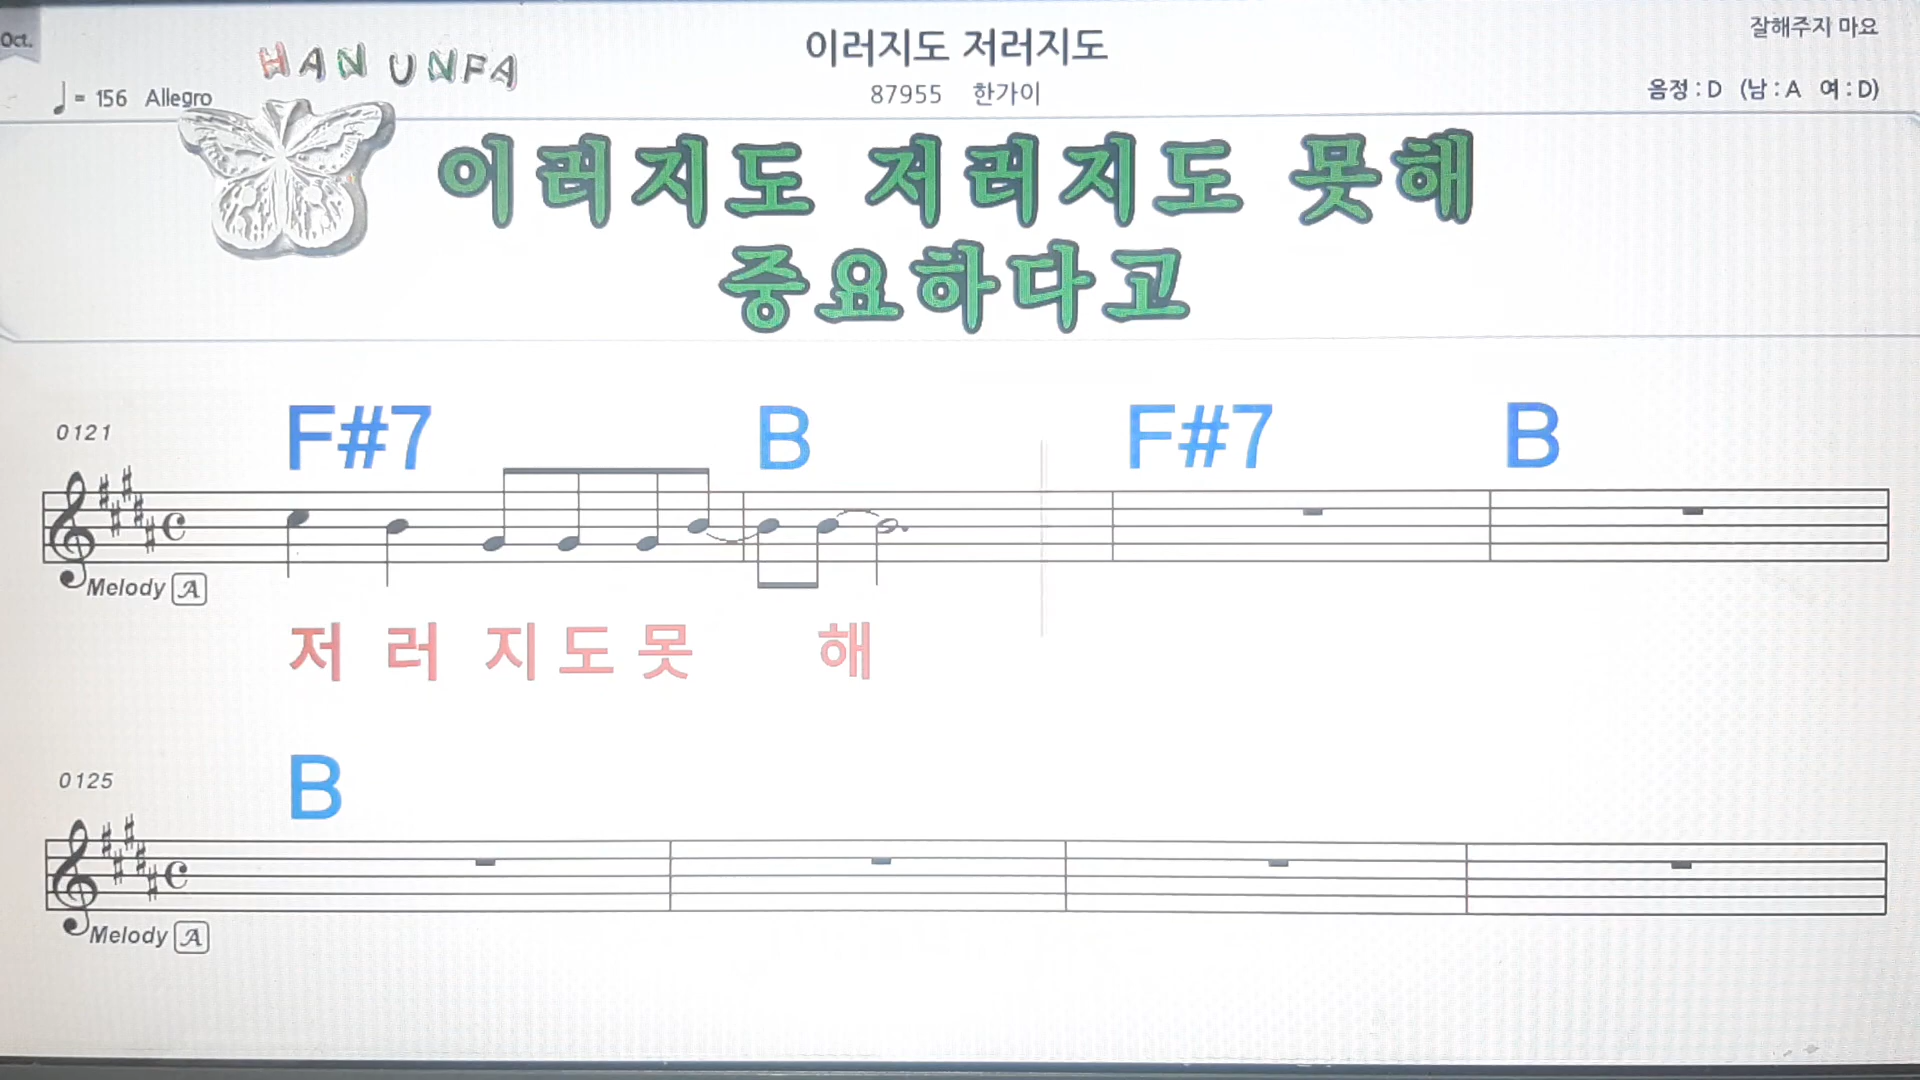 Oct.
이러지도 저러지도
잘해주지 마요
HAN UNFA
♩= 156 Allegro
87955 한가이
음정 : D (남 : A 여 : D)
이러지도 저러지도 못해
중요하다고
0121
F#7 B F#7 B
Melody A
저 러 지 도 못 해
0125
B
Melody A